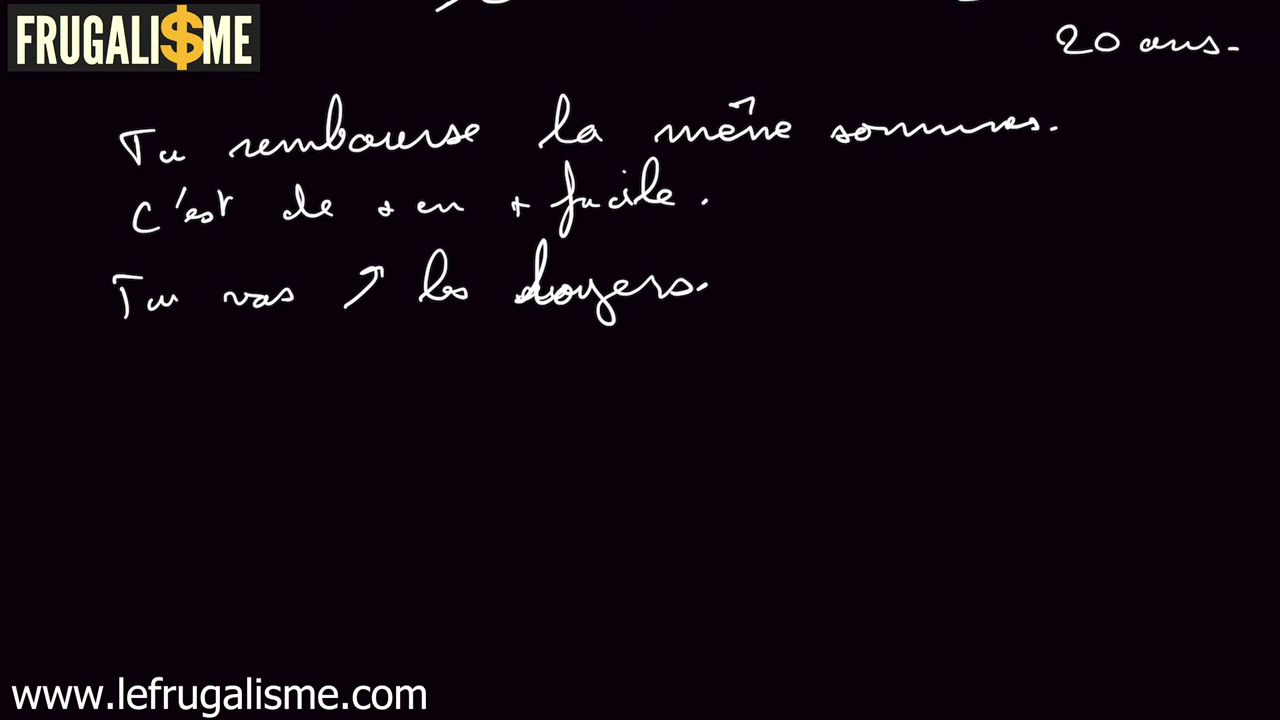 FRUGALI$ME
20 ans.
Tu rembourse la même sommes.
C'est de + en + facile.
Tu vas ↗ les loyers.
www.lefrugalisme.com